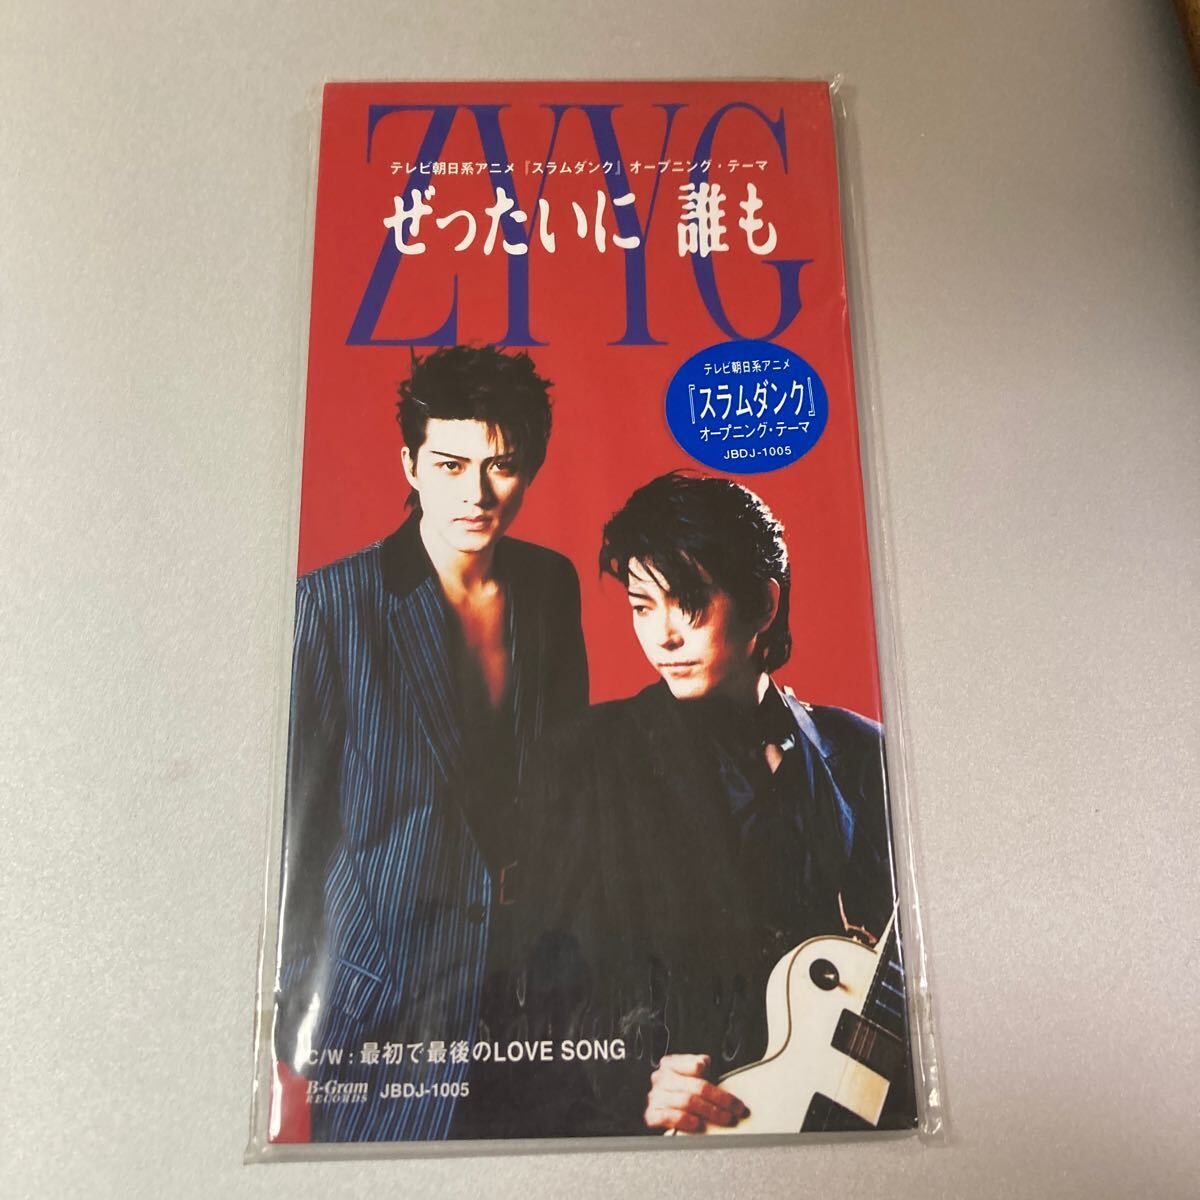 ZYYG
テレビ朝日系アニメ『スラムダンク』オープニング・テーマ
ぜったいに 誰も
テレビ朝日系アニメ
『スラムダンク』
オープニング・テーマ
JBDJ-1005
C/W : 最初で最後のLOVE SONG
B-Gram
RECORDS
JBDJ-1005